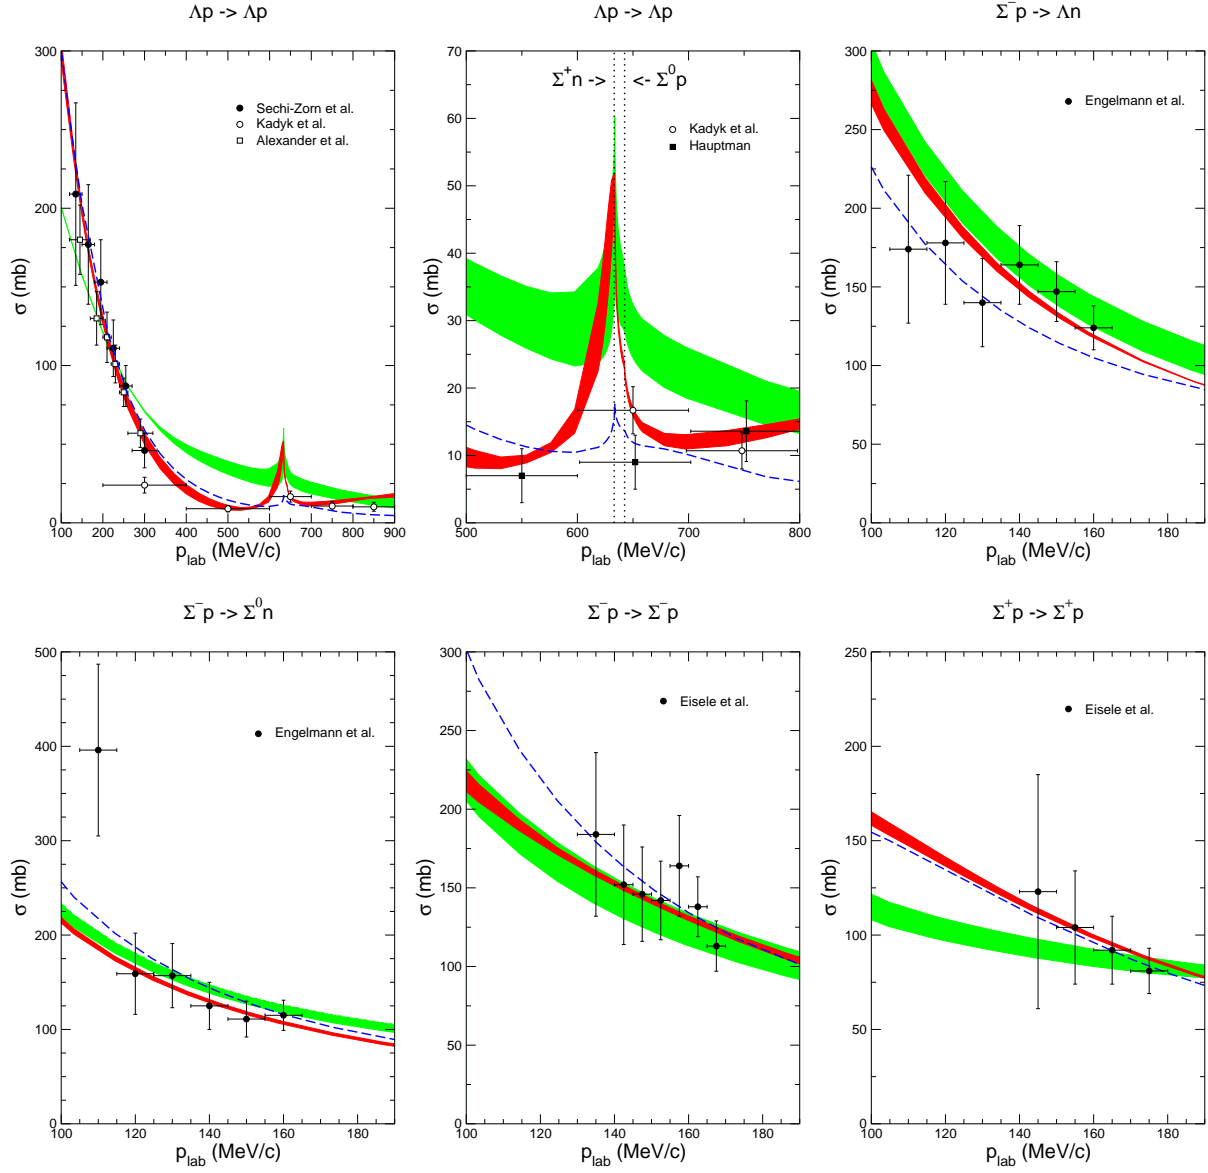 Λp -> Λp
300
200
100
0
σ (mb)
Sechi-Zorn et al.
Kadyk et al.
Alexander et al.
100 200 300 400 500 600 700 800 900
p_lab (MeV/c)
Λp -> Λp
70
60
50
40
30
20
10
0
σ (mb)
Σ⁺n -> <- Σ⁰p
Kadyk et al.
Hauptman
500 600 700 800
p_lab (MeV/c)
Σ⁻p -> Λn
300
250
200
150
100
50
0
σ (mb)
Engelmann et al.
100 120 140 160 180
p_lab (MeV/c)
Σ⁻p -> Σ⁰n
500
400
300
200
100
0
σ (mb)
Engelmann et al.
100 120 140 160 180
p_lab (MeV/c)
Σ⁻p -> Σ⁻p
300
250
200
150
100
50
0
σ (mb)
Eisele et al.
100 120 140 160 180
p_lab (MeV/c)
Σ⁺p -> Σ⁺p
250
200
150
100
50
0
σ (mb)
Eisele et al.
100 120 140 160 180
p_lab (MeV/c)